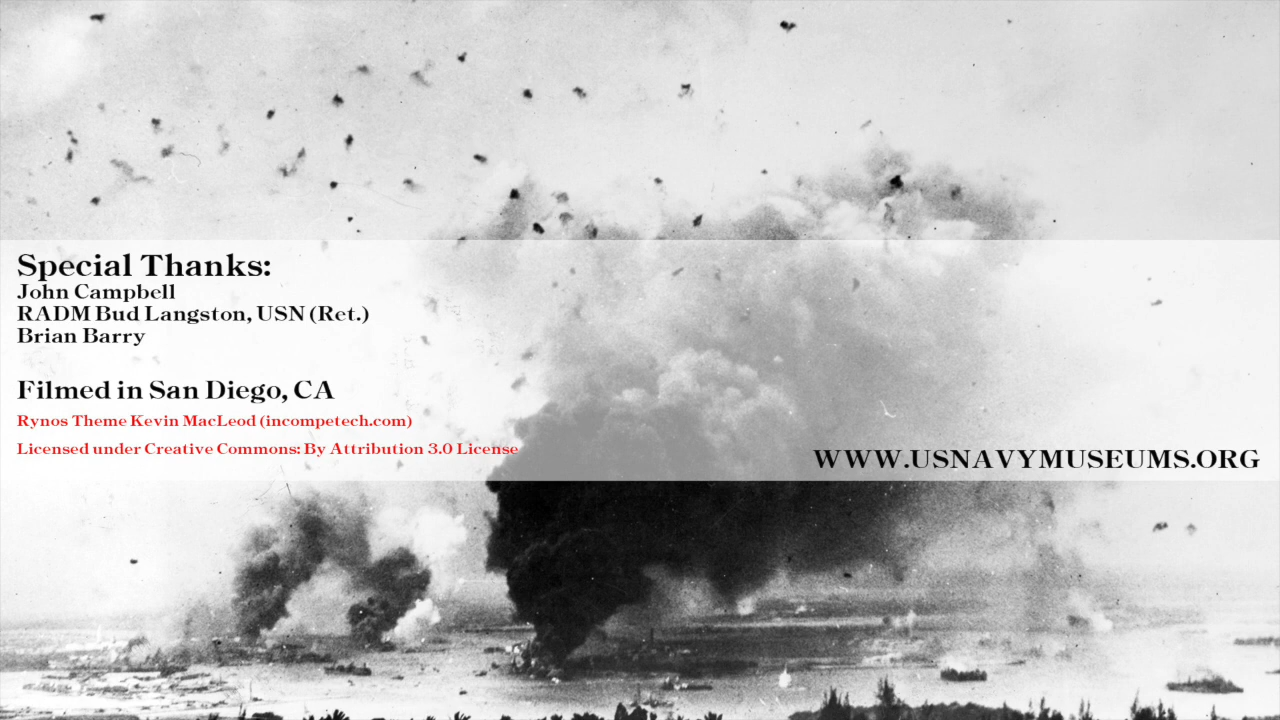 Special Thanks:
John Campbell
RADM Bud Langston, USN (Ret.)
Brian Barry
Filmed in San Diego, CA
Rynos Theme Kevin MacLeod (incompetech.com)
Licensed under Creative Commons: By Attribution 3.0 License
WWW.USNAVYMUSEUMS.ORG